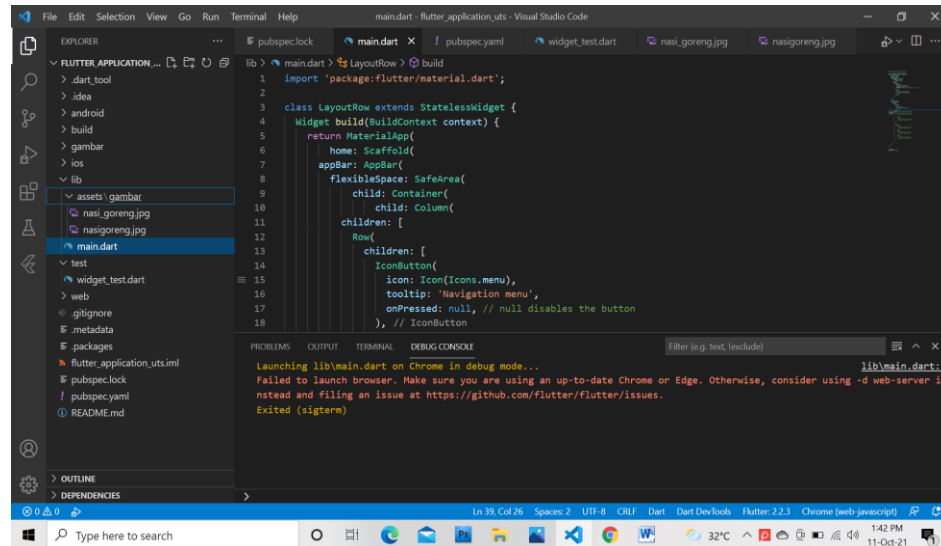 File Edit Selection View Go Run Terminal Help
main.dart - flutter_application_uts - Visual Studio Code
EXPLORER
FLUTTER_APPLICATION_...
.dart_tool
.idea
android
build
gambar
ios
lib
assets\gambar
nasi_goreng.jpg
nasigoreng.jpg
main.dart
test
widget_test.dart
web
.gitignore
.metadata
.packages
flutter_application_uts.iml
pubspec.lock
pubspec.yaml
README.md
OUTLINE
DEPENDENCIES
pubspec.lock main.dart pubspec.yaml widget_test.dart nasi_goreng.jpg nasigoreng.jpg
lib > main.dart > LayoutRow > build
1 import 'package:flutter/material.dart';
2
3 class LayoutRow extends StatelessWidget {
4 Widget build(BuildContext context) {
5 return MaterialApp(
6 home: Scaffold(
7 appBar: AppBar(
8 flexibleSpace: SafeArea(
9 child: Container(
10 child: Column(
11 children: [
12 Row(
13 children: [
14 IconButton(
15 icon: Icon(Icons.menu),
16 tooltip: 'Navigation menu',
17 onPressed: null, // null disables the button
18 ), // IconButton
PROBLEMS OUTPUT TERMINAL DEBUG CONSOLE
Filter (e.g. text, !exclude)
Launching lib\main.dart on Chrome in debug mode...
lib\main.dart:
Failed to launch browser. Make sure you are using an up-to-date Chrome or Edge. Otherwise, consider using -d web-server i
nstead and filing an issue at https://github.com/flutter/flutter/issues.
Exited (sigterm)
0 0
Ln 39, Col 26 Spaces: 2 UTF-8 CRLF Dart Dart DevTools Flutter: 2.2.3 Chrome (web-javascript)
Type here to search
32°C
1:42 PM
11-Oct-21